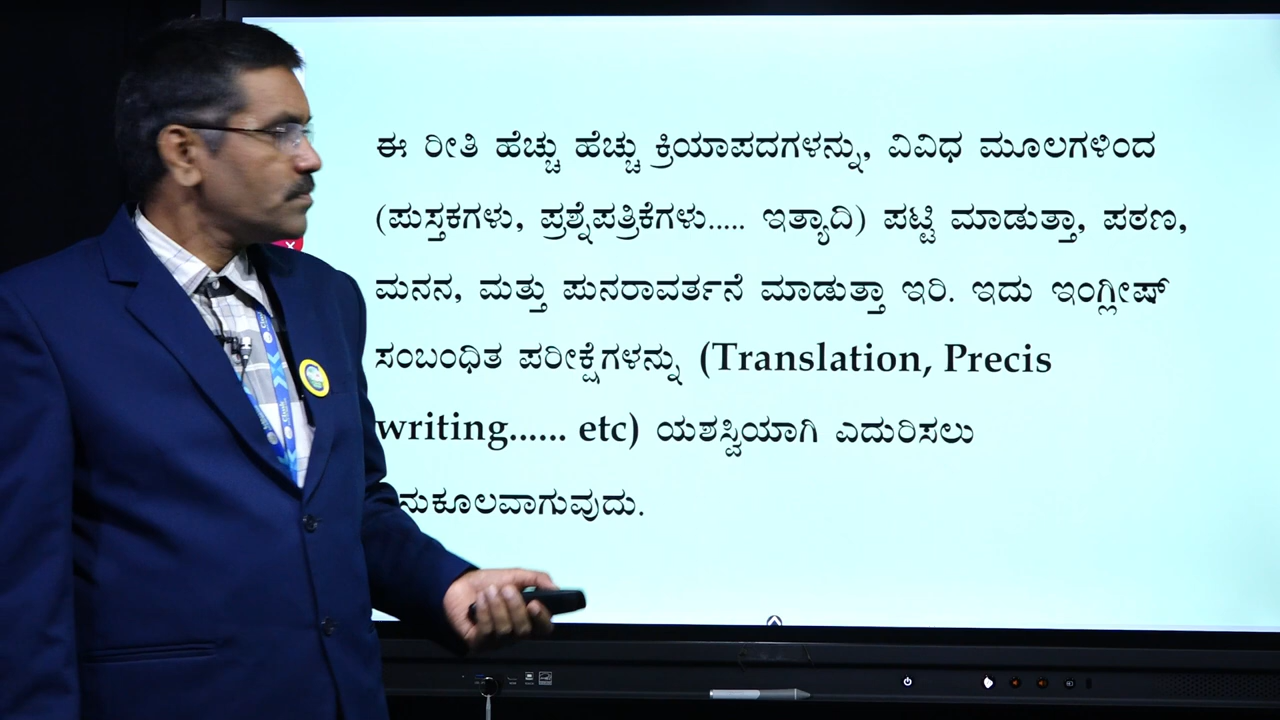 ಈ ರೀತಿ ಹೆಚ್ಚು ಹೆಚ್ಚು ಕ್ರಿಯಾಪದಗಳನ್ನು, ವಿವಿಧ ಮೂಲಗಳಿಂದ
(ಪುಸ್ತಕಗಳು, ಪ್ರಶ್ನೆಪತ್ರಿಕೆಗಳು..... ಇತ್ಯಾದಿ) ಪಟ್ಟಿ ಮಾಡುತ್ತಾ, ಪಠಣ,
ಮನನ, ಮತ್ತು ಪುನರಾವರ್ತನೆ ಮಾಡುತ್ತಾ ಇರಿ. ಇದು ಇಂಗ್ಲೀಷ್
ಸಂಬಂಧಿತ ಪರೀಕ್ಷೆಗಳನ್ನು (Translation, Precis
writing...... etc) ಯಶಸ್ವಿಯಾಗಿ ಎದುರಿಸಲು
ನುಕೂಲವಾಗುವುದು.